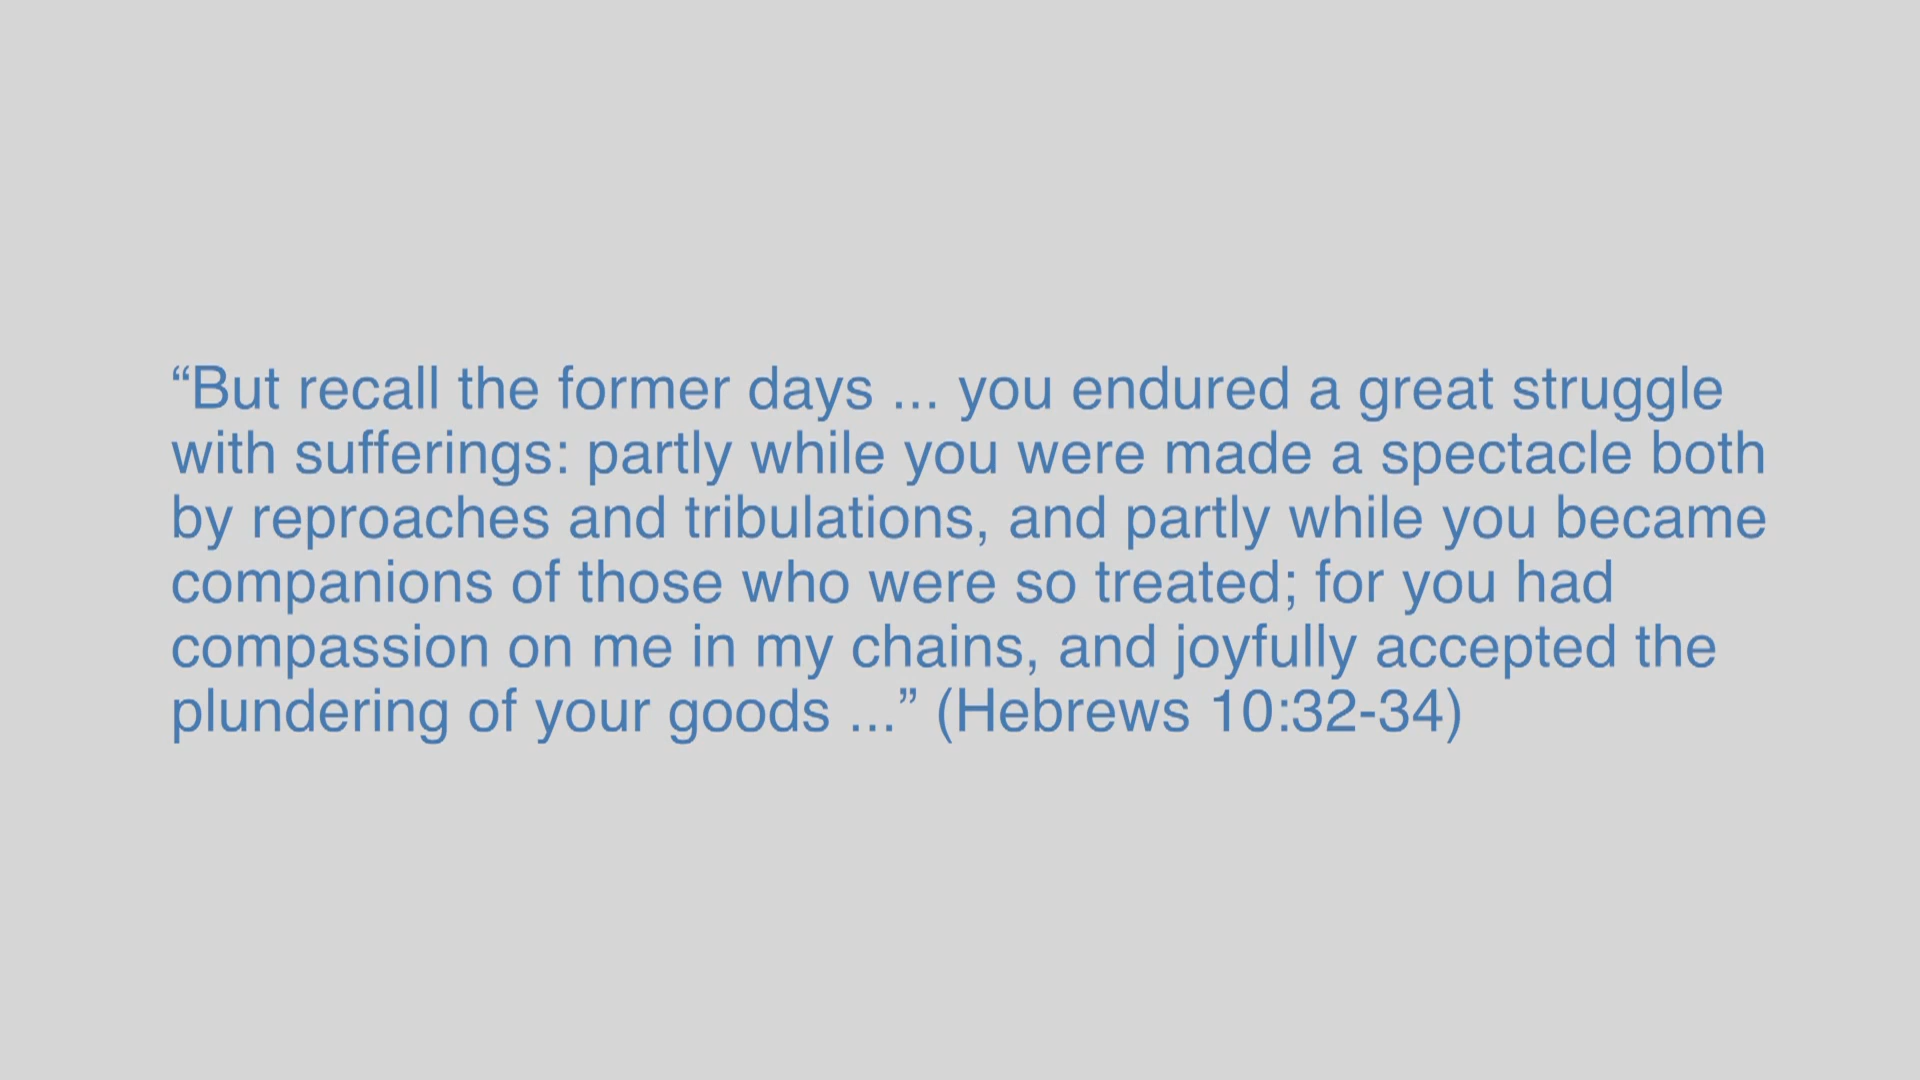 “But recall the former days ... you endured a great struggle
with sufferings: partly while you were made a spectacle both
by reproaches and tribulations, and partly while you became
companions of those who were so treated; for you had
compassion on me in my chains, and joyfully accepted the
plundering of your goods ...” (Hebrews 10:32-34)